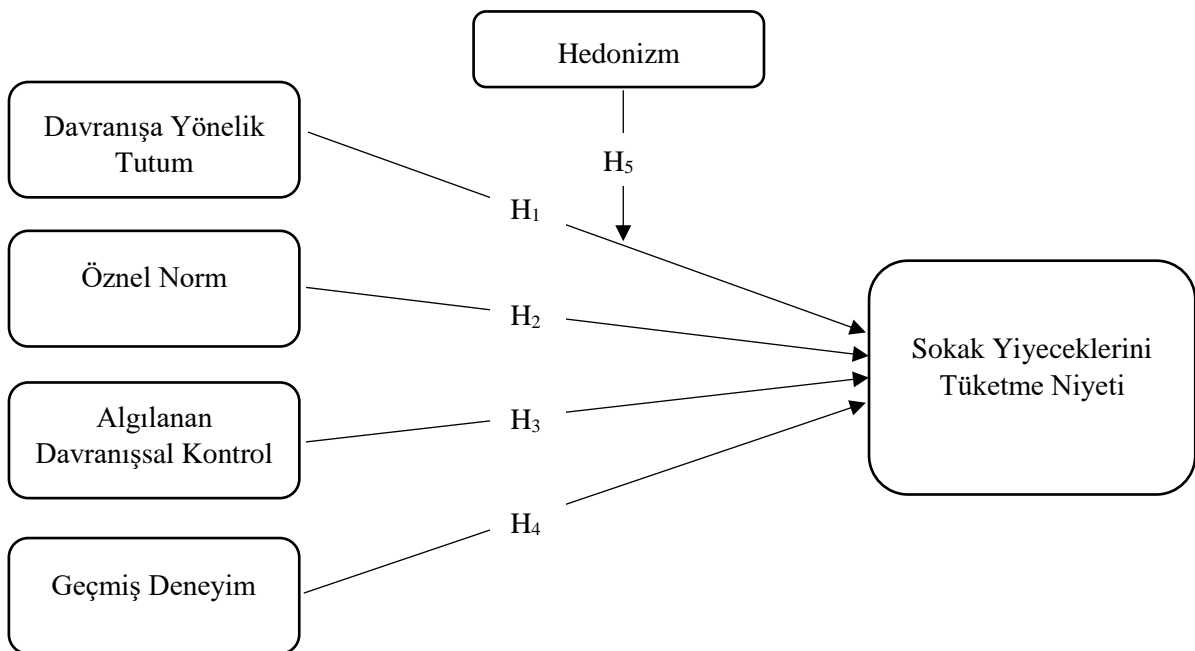 Hedonizm
Davranışa Yönelik
Tutum
H₅
H₁
Öznel Norm
H₂
Sokak Yiyeceklerini
Tüketme Niyeti
Algılanan
Davranışsal Kontrol
H₃
H₄
Geçmiş Deneyim